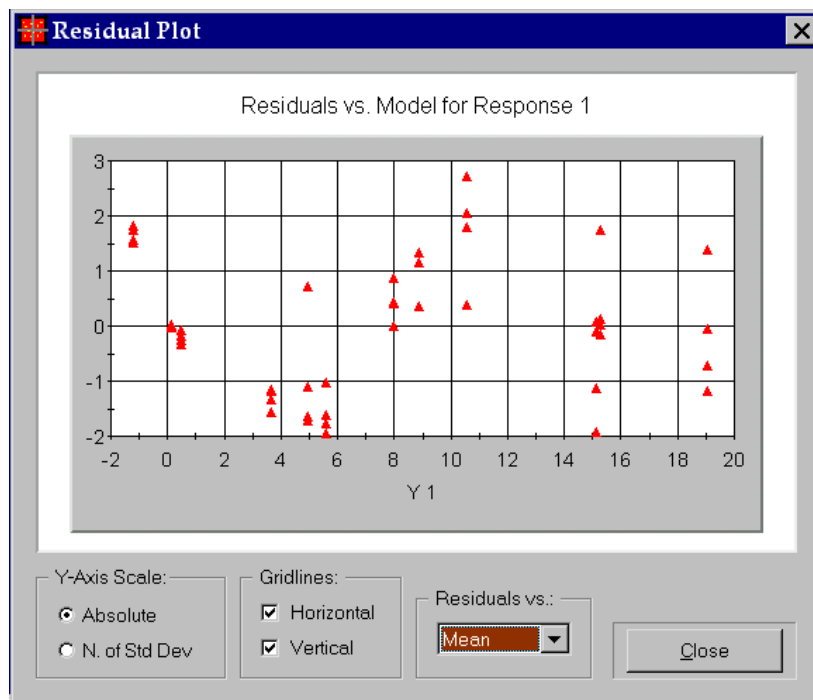 Residual Plot
Residuals vs. Model for Response 1
3
2
1
0
-1
-2
-2 0 2 4 6 8 10 12 14 16 18 20
Y 1
Y-Axis Scale:
Absolute
N. of Std Dev
Gridlines:
Horizontal
Vertical
Residuals vs.:
Mean
Close